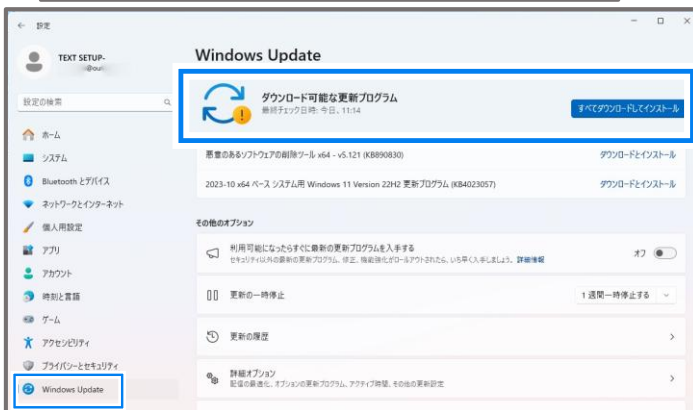 設定
TEXT SETUP-
Windows Update
ダウンロード可能な更新プログラム
最終チェック日時: 今日、11:14
すべてダウンロードしてインストール
設定の検索
ホーム
システム
Bluetooth とデバイス
ネットワークとインターネット
個人用設定
アプリ
アカウント
時刻と言語
ゲーム
アクセシビリティ
プライバシーとセキュリティ
Windows Update
悪意のあるソフトウェアの削除ツール x64 - v5.121 (KB890830)
ダウンロードとインストール
2023-10 x64 ベース システム用 Windows 11 Version 22H2 更新プログラム (KB4023057)
ダウンロードとインストール
その他のオプション
利用可能になったらすぐに最新の更新プログラムを入手する
セキュリティ以外の最新の更新プログラム、修正、機能強化がロールアウトされたら、いち早く入手しましょう。 詳細情報
オフ
更新の一時停止
1 週間一時停止する
更新の履歴
詳細オプション
配信の最適化、オプションの更新プログラム、アクティブ時間、その他の更新設定